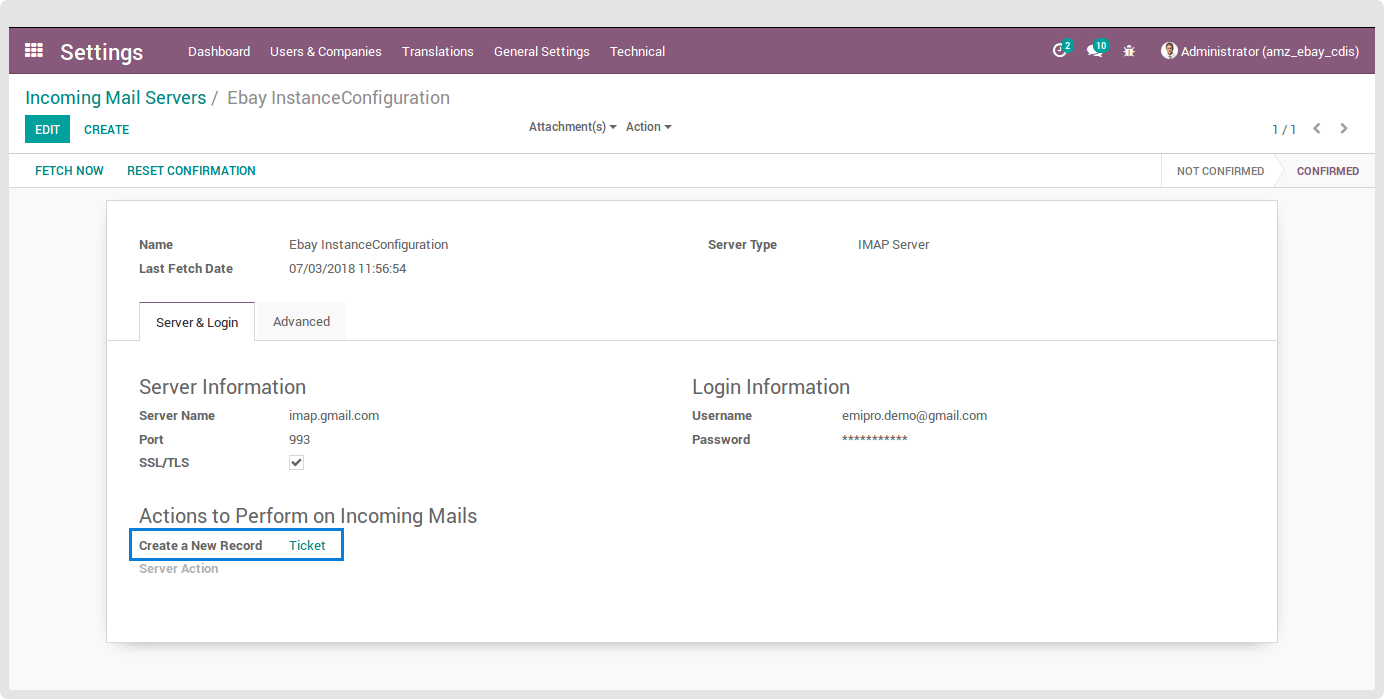 Settings Dashboard Users & Companies Translations General Settings Technical 2 10 Administrator (amz_ebay_cdis)
Incoming Mail Servers / Ebay InstanceConfiguration
EDIT CREATE Attachment(s) Action 1 / 1
FETCH NOW RESET CONFIRMATION NOT CONFIRMED CONFIRMED
Name Ebay InstanceConfiguration Server Type IMAP Server
Last Fetch Date 07/03/2018 11:56:54
Server & Login Advanced
Server Information Login Information
Server Name imap.gmail.com Username emipro.demo@gmail.com
Port 993 Password ***********
SSL/TLS
Actions to Perform on Incoming Mails
Create a New Record Ticket
Server Action